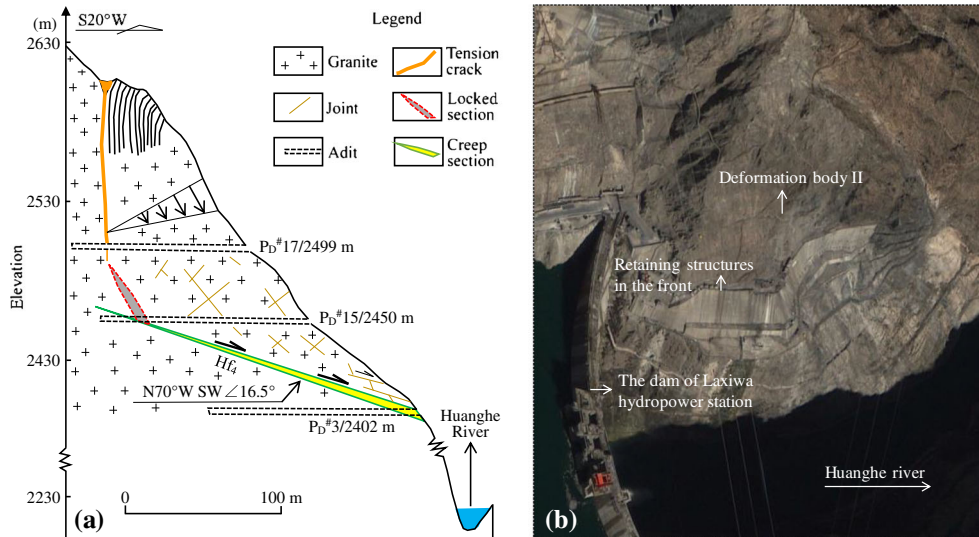 S20°W
(m)
2630
2530
2430
2230
Elevation
Legend
Granite
Tension
crack
Joint
Locked
section
Adit
Creep
section
P_D#17/2499 m
P_D#15/2450 m
Hf4
N70°W SW∠16.5°
P_D#3/2402 m
Huanghe
River
0
100 m
(a)
Deformation body II
Retaining structures
in the front
The dam of Laxiwa
hydropower station
Huanghe river
(b)